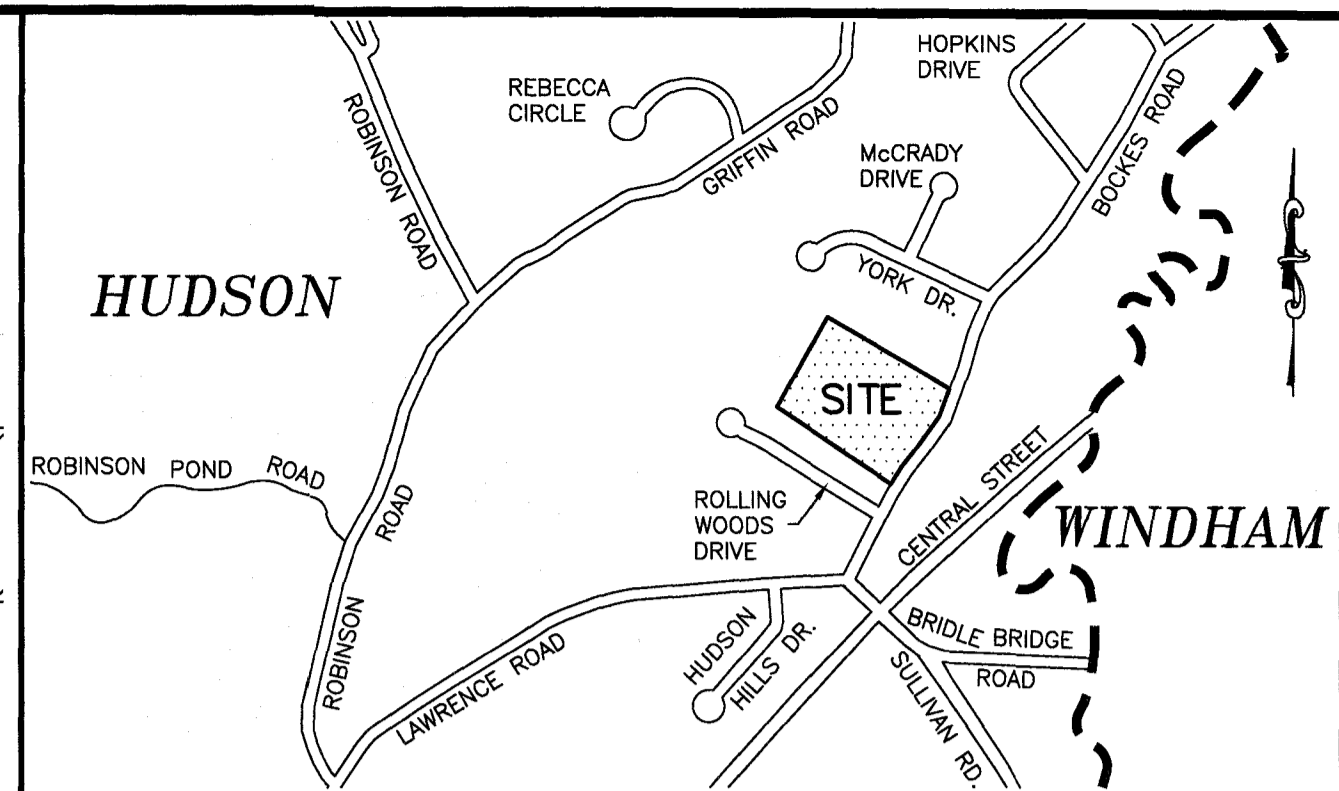 HOPKINS
DRIVE
REBECCA
CIRCLE
ROBINSON ROAD
GRIFFIN ROAD
BOCKES ROAD
McCRADY
DRIVE
YORK DR.
HUDSON
SITE
ROBINSON POND ROAD
ROAD
ROBINSON
ROLLING
WOODS
DRIVE
CENTRAL STREET
WINDHAM
LAWRENCE ROAD
HUDSON
HILLS DR.
BRIDLE BRIDGE
ROAD
SULLIVAN RD.